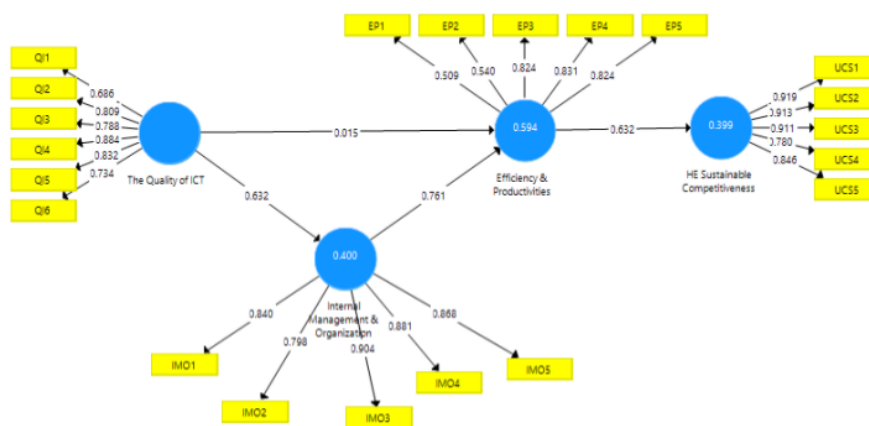 EP1
EP2
EP3
EP4
EP5
QI1
QI2
QI3
QI4
QI5
QI6
0.686
0.809
0.788
0.884
0.832
0.734
The Quality of ICT
0.509
0.540
0.824
0.831
0.824
0.015
0.594
Efficiency &
Productivities
0.632
0.399
HE Sustainable
Competitiveness
0.919
0.913
0.911
0.780
0.846
UCS1
UCS2
UCS3
UCS4
UCS5
0.632
0.761
0.400
Internal
Management &
Organization
0.840
0.798
0.904
0.881
0.868
IMO1
IMO2
IMO3
IMO4
IMO5